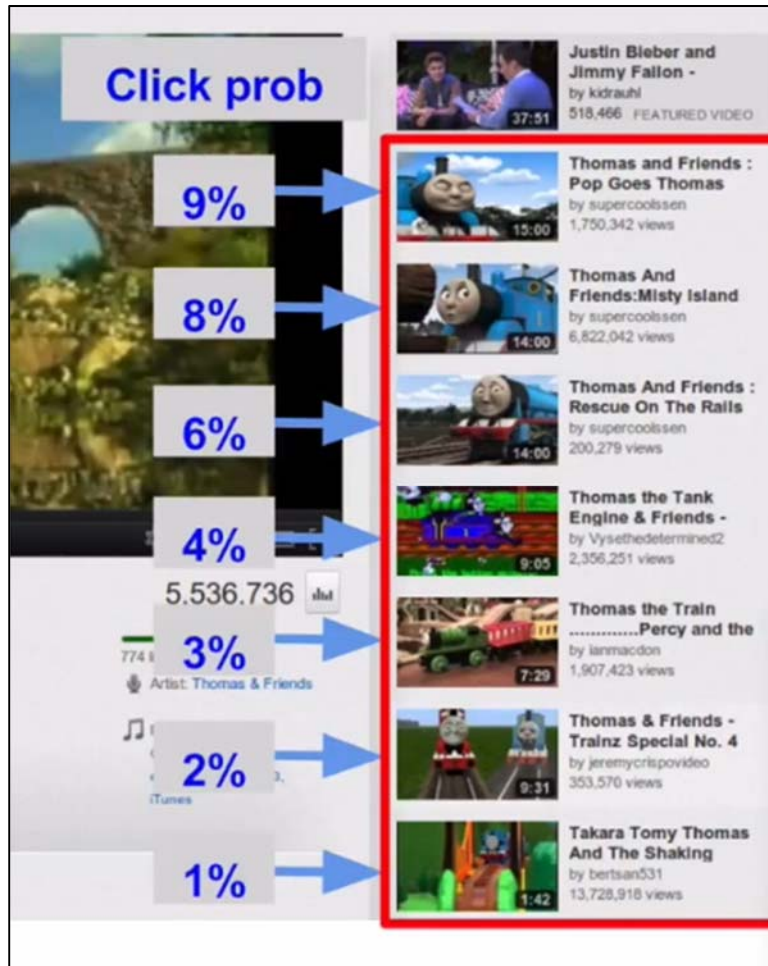 Click prob
Justin Bieber and
Jimmy Fallon -
by kidrauhl
518,466 FEATURED VIDEO
37:51
9%
Thomas and Friends :
Pop Goes Thomas
by supercoolssen
1,750,342 views
15:00
8%
Thomas And
Friends:Misty Island
by supercoolssen
6,822,042 views
14:00
6%
Thomas And Friends :
Rescue On The Rails
by supercoolssen
200,279 views
14:00
4%
Thomas the Tank
Engine & Friends -
by Vysethedetermined2
2,356,251 views
9:05
5.536.736
3%
774
Artist: Thomas & Friends
Thomas the Train
.............Percy and the
by ianmacdon
1,907,423 views
7:29
2%
iTunes
Thomas & Friends -
Trainz Special No. 4
by jeremycrispovideo
353,570 views
9:31
1%
Takara Tomy Thomas
And The Shaking
by bertsan531
13,728,918 views
1:42